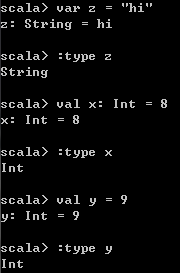 scala> var z = "hi"
z: String = hi
scala> :type z
String
scala> val x: Int = 8
x: Int = 8
scala> :type x
Int
scala> val y = 9
y: Int = 9
scala> :type y
Int